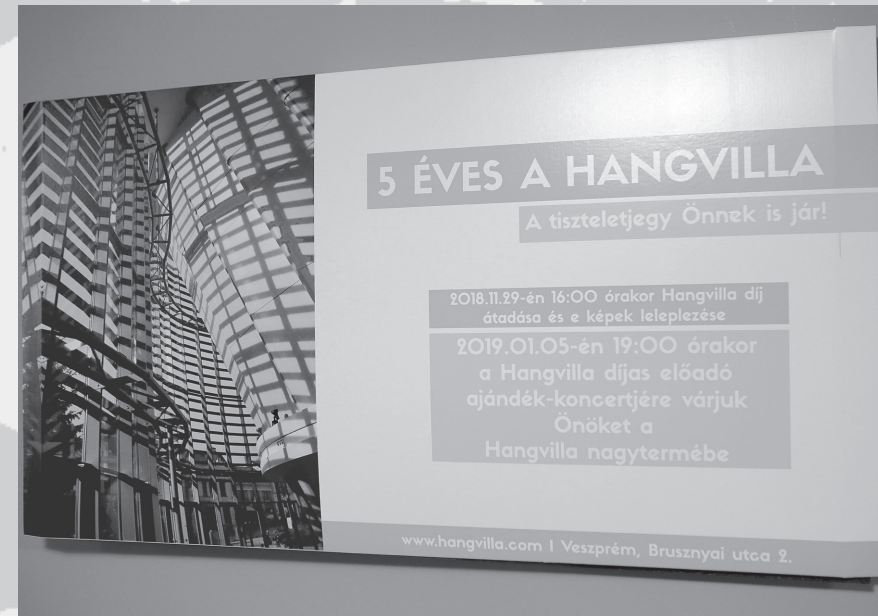 5 ÉVES A HANGVILLA
A tiszteletjegy Önnek is jár!
2018.11.29-én 16:00 órakor Hangvilla díj
átadása és e képek leleplezése
2019.01.05-én 19:00 órakor
a Hangvilla díjas előadó
ajándék-koncertjére várjuk
Önöket a
Hangvilla nagytermébe
www.hangvilla.com | Veszprém, Brusznyai utca 2.